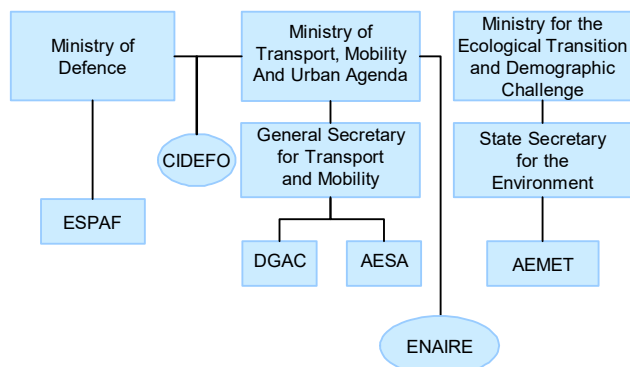 Ministry of
Defence
Ministry of
Transport, Mobility
And Urban Agenda
Ministry for the
Ecological Transition
and Demographic
Challenge
CIDEFO
General Secretary
for Transport
and Mobility
State Secretary
for the
Environment
ESPAF
DGAC
AESA
AEMET
ENAIRE